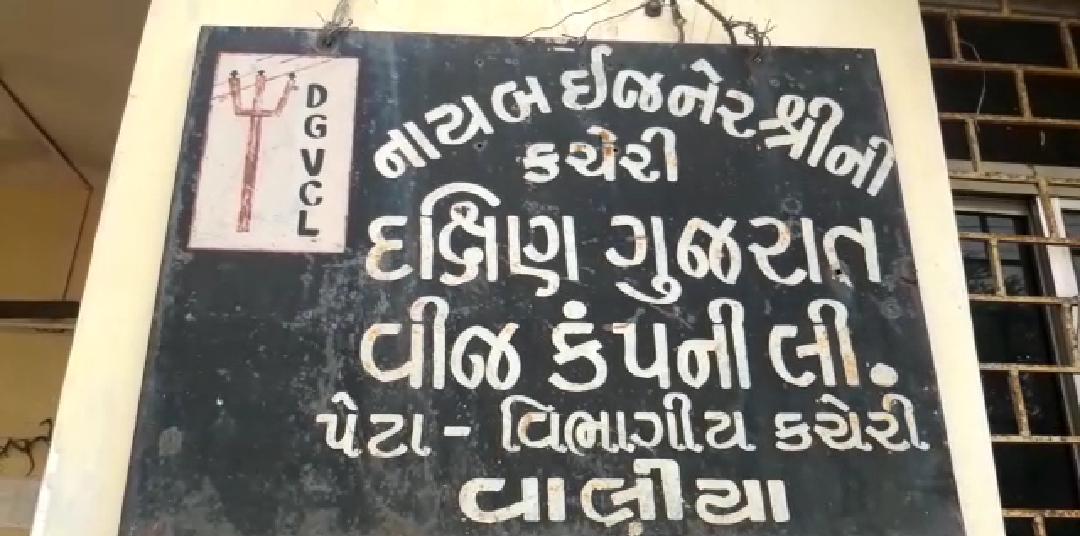 DGVCL
નાયબ ઈજનેરશ્રીની
કચેરી
દક્ષિણ ગુજરાત
વીજ કંપની લી.
પેટા - વિભાગીય કચેરી
વાલીયા